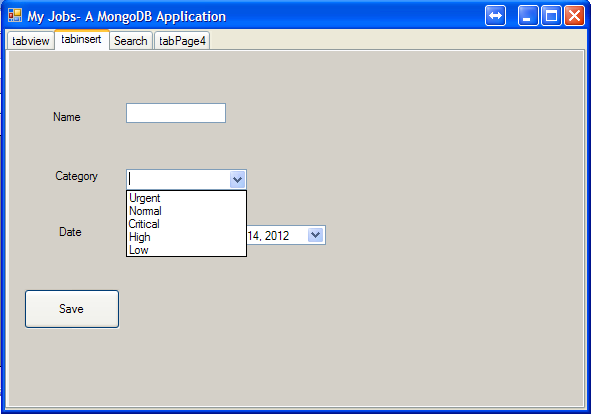 My Jobs- A MongoDB Application
tabview tabinsert Search tabPage4
Name
Category
Urgent
Normal
Critical
High
Low
Date 14, 2012
Save